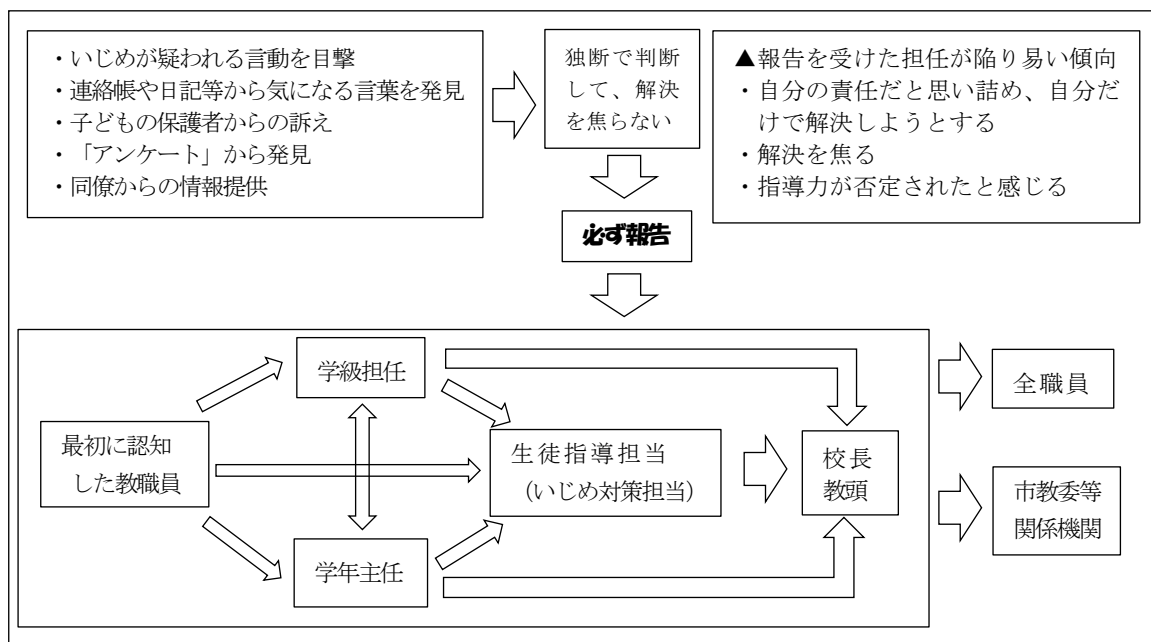 ・いじめが疑われる言動を目撃
・連絡帳や日記等から気になる言葉を発見
・子どもの保護者からの訴え
・「アンケート」から発見
・同僚からの情報提供
独断で判断
して、解決
を焦らない
▲報告を受けた担任が陥り易い傾向
・自分の責任だと思い詰め、自分だ
けで解決しようとする
・解決を焦る
・指導力が否定されたと感じる
必ず報告
学級担任
最初に認知
した教職員
生徒指導担当
（いじめ対策担当）
学年主任
校長
教頭
全職員
市教委等
関係機関